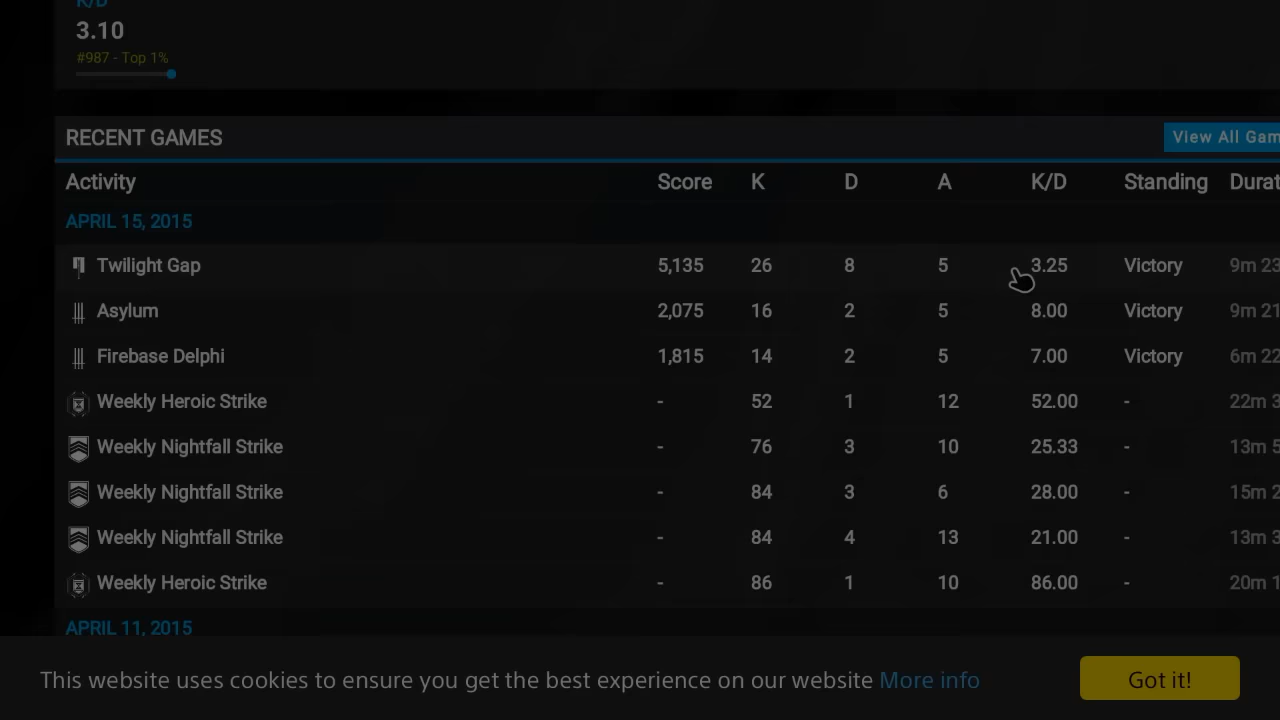 K/D
3.10
#987 - Top 1%
RECENT GAMES View All Gam
Activity Score K D A K/D Standing Durat
APRIL 15, 2015
Twilight Gap 5,135 26 8 5 3.25 Victory 9m 23
Asylum 2,075 16 2 5 8.00 Victory 9m 21
Firebase Delphi 1,815 14 2 5 7.00 Victory 6m 22
Weekly Heroic Strike - 52 1 12 52.00 - 22m 3
Weekly Nightfall Strike - 76 3 10 25.33 - 13m 5
Weekly Nightfall Strike - 84 3 6 28.00 - 15m 2
Weekly Nightfall Strike - 84 4 13 21.00 - 13m 3
Weekly Heroic Strike - 86 1 10 86.00 - 20m 1
APRIL 11, 2015
This website uses cookies to ensure you get the best experience on our website More info Got it!